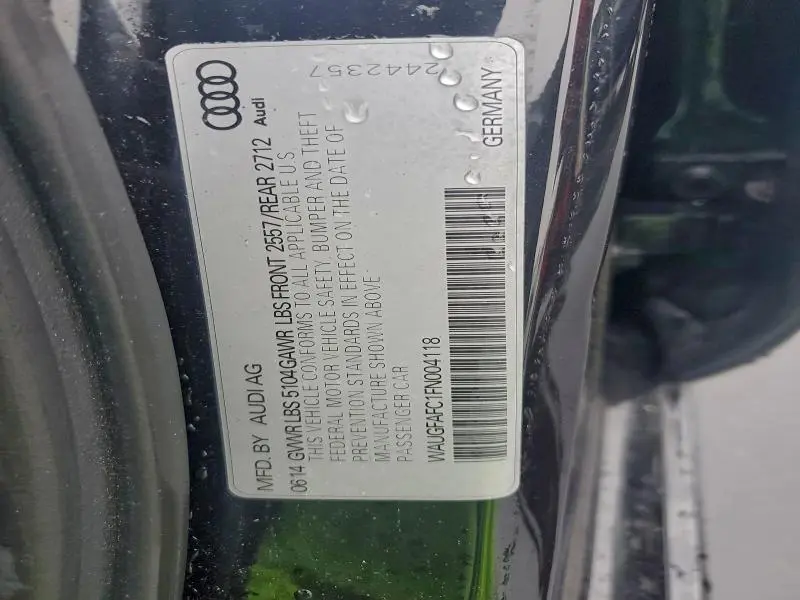 MFD. BY AUDI AG
0614 GVWR LBS 5104 GAWR LBS FRONT 2557/REAR 2712 Audi
THIS VEHICLE CONFORMS TO ALL APPLICABLE U.S.
FEDERAL MOTOR VEHICLE SAFETY, BUMPER AND THEFT
PREVENTION STANDARDS IN EFFECT ON THE DATE OF
MANUFACTURE SHOWN ABOVE:
PASSENGER CAR
2442357
WAUGFAFC1FN004118
GERMANY